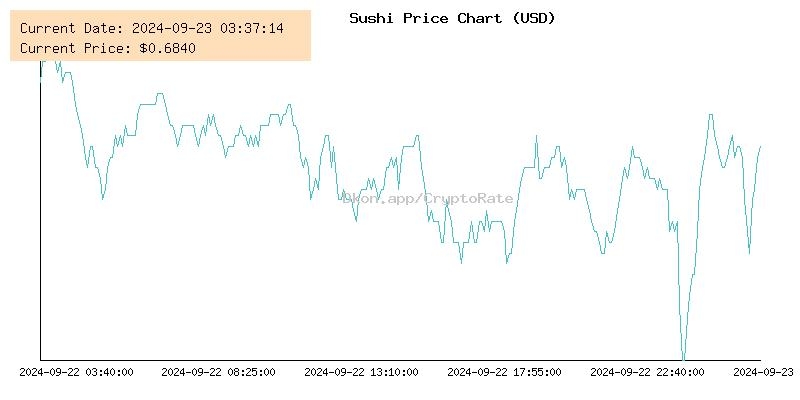 Sushi Price Chart (USD)
Current Date: 2024-09-23 03:37:14
Current Price: $0.6840
Dkon.app/CryptoRate
2024-09-22 03:40:00 2024-09-22 08:25:00 2024-09-22 13:10:00 2024-09-22 17:55:00 2024-09-22 22:40:00 2024-09-23